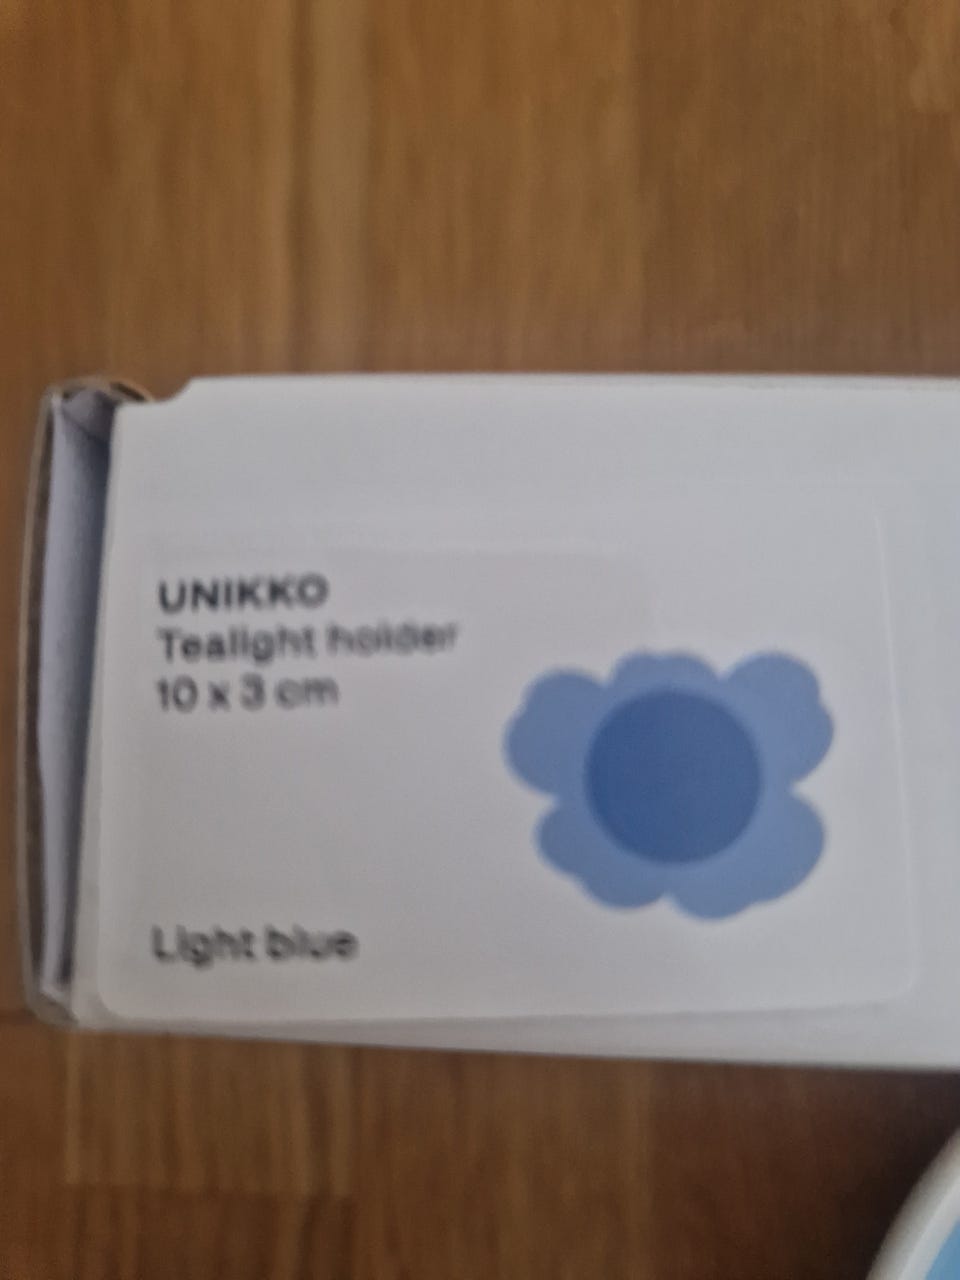 UNIKKO
Tealight holder
10 x 3 cm
Light blue